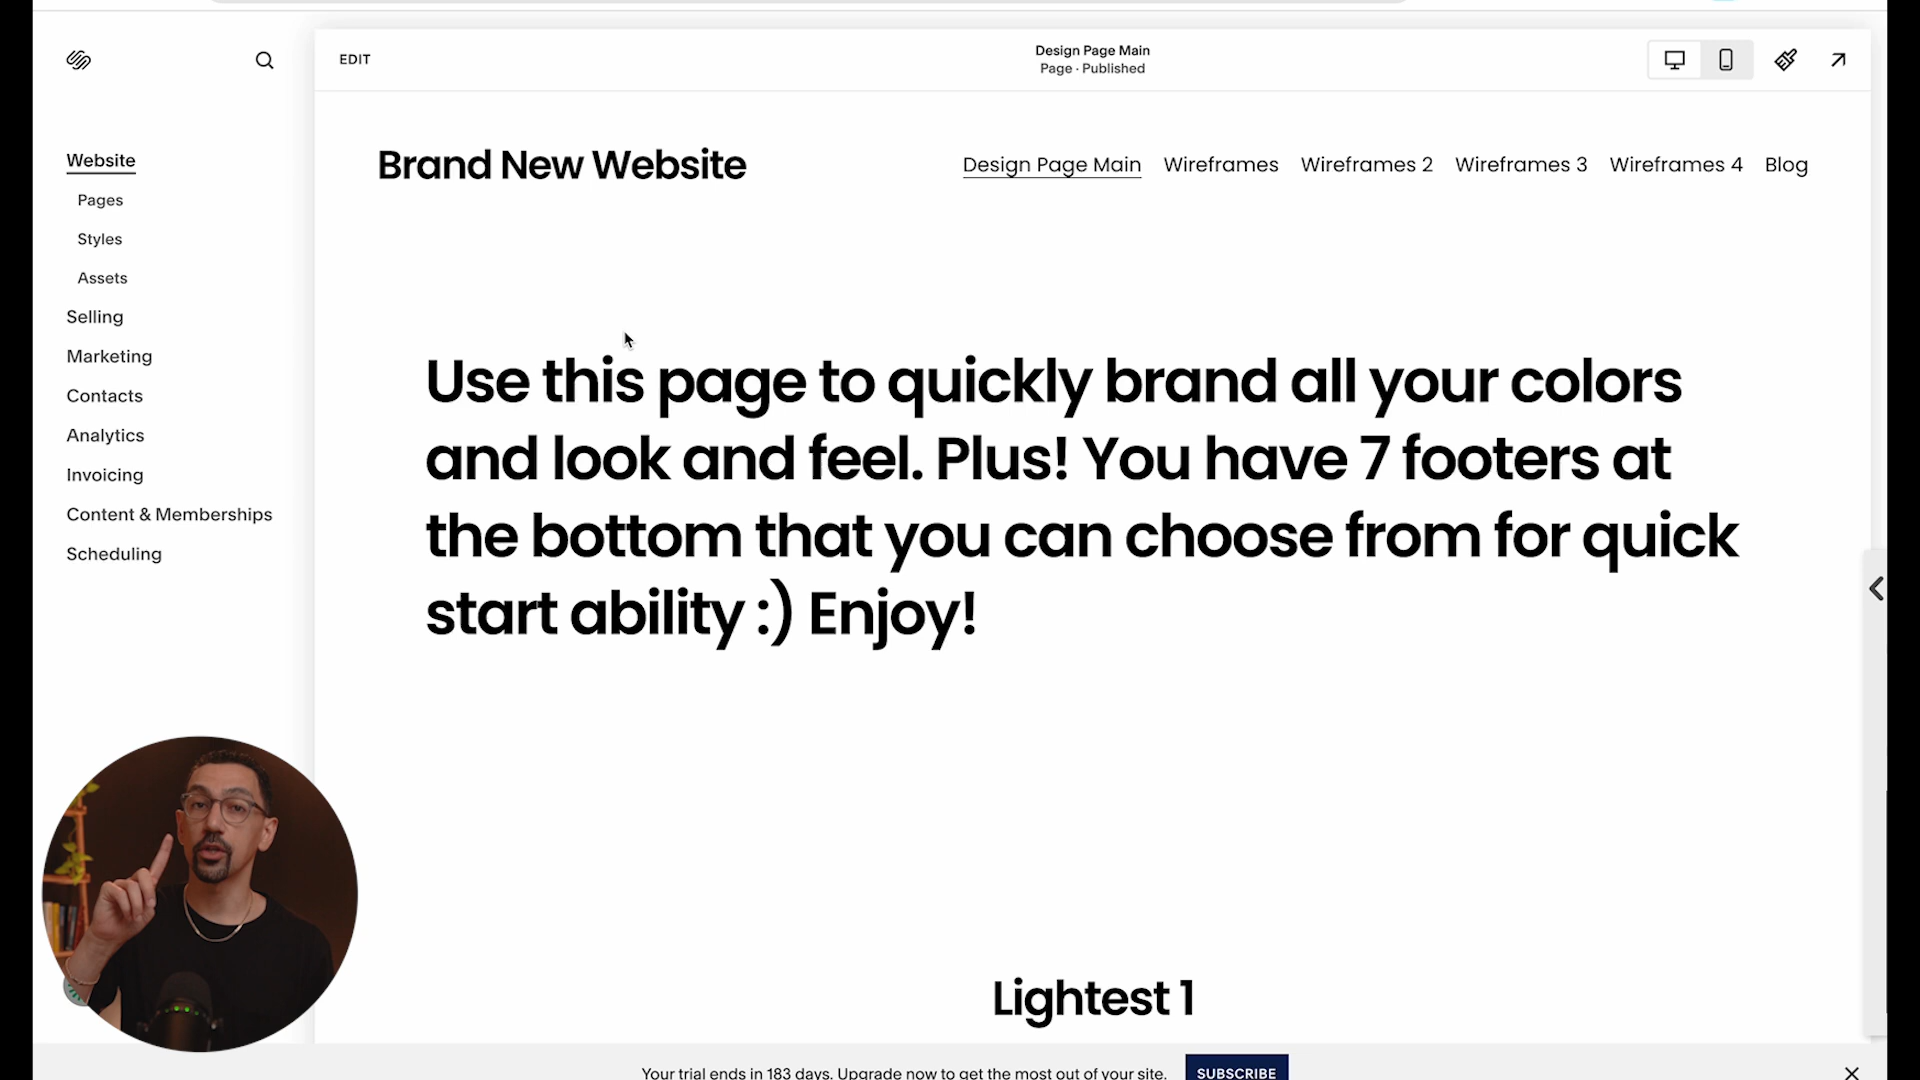 EDIT
Design Page Main
Page · Published
Website
Pages
Styles
Assets
Selling
Marketing
Contacts
Analytics
Invoicing
Content & Memberships
Scheduling
Brand New Website
Design Page Main
Wireframes
Wireframes 2
Wireframes 3
Wireframes 4
Blog
Use this page to quickly brand all your colors
and look and feel. Plus! You have 7 footers at
the bottom that you can choose from for quick
start ability :) Enjoy!
Lightest 1
Your trial ends in 183 days. Upgrade now to get the most out of your site.
SUBSCRIBE